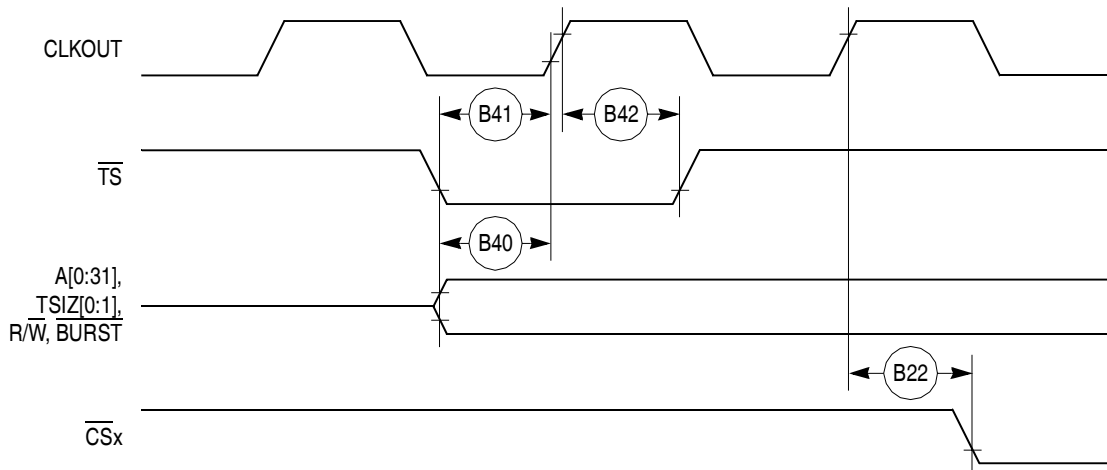 CLKOUT
B41
B42
TS
B40
A[0:31],
TSIZ[0:1],
R/W, BURST
B22
CSx